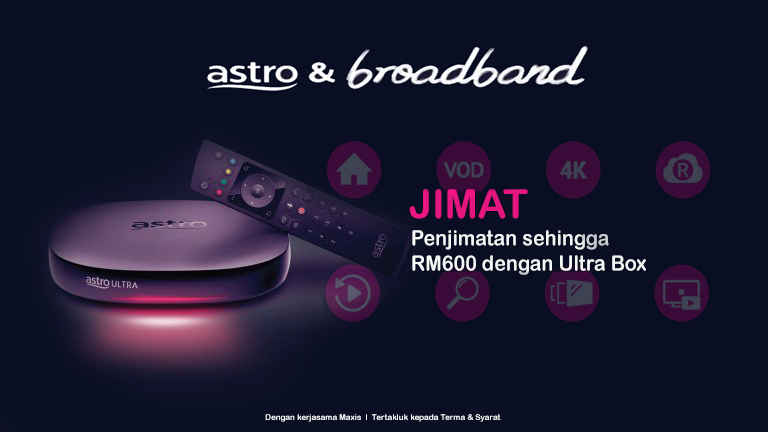 astro & broadband
VOD
4K
R
JIMAT
Penjimatan sehingga
RM600 dengan Ultra Box
astro
astro
astro ULTRA
Dengan kerjasama Maxis | Tertakluk kepada Terma & Syarat